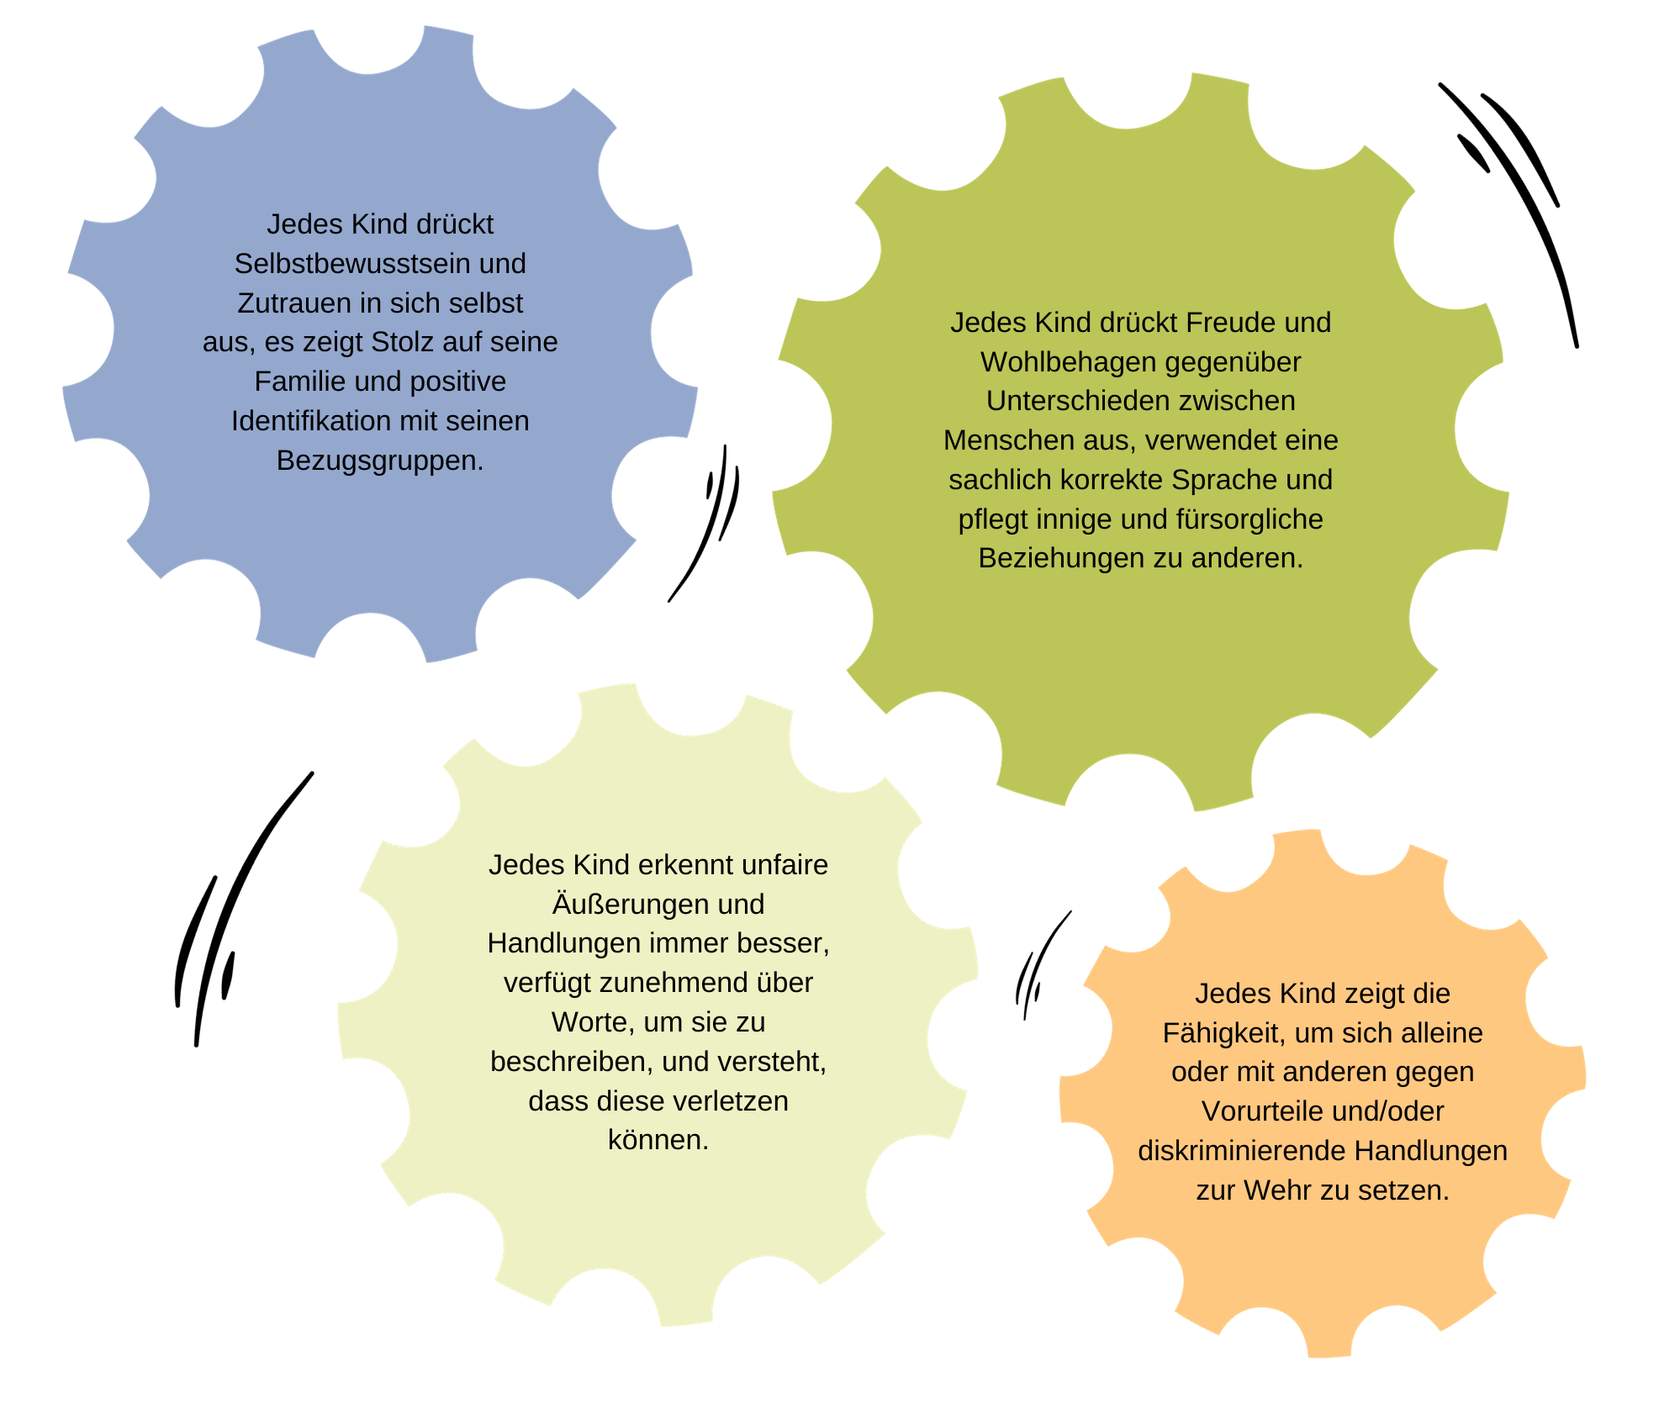 Jedes Kind drückt
Selbstbewusstsein und
Zutrauen in sich selbst
aus, es zeigt Stolz auf seine
Familie und positive
Identifikation mit seinen
Bezugsgruppen.
Jedes Kind drückt Freude und
Wohlbehagen gegenüber
Unterschieden zwischen
Menschen aus, verwendet eine
sachlich korrekte Sprache und
pflegt innige und fürsorgliche
Beziehungen zu anderen.
Jedes Kind erkennt unfaire
Äußerungen und
Handlungen immer besser,
verfügt zunehmend über
Worte, um sie zu
beschreiben, und versteht,
dass diese verletzen
können.
Jedes Kind zeigt die
Fähigkeit, um sich alleine
oder mit anderen gegen
Vorurteile und/oder
diskriminierende Handlungen
zur Wehr zu setzen.